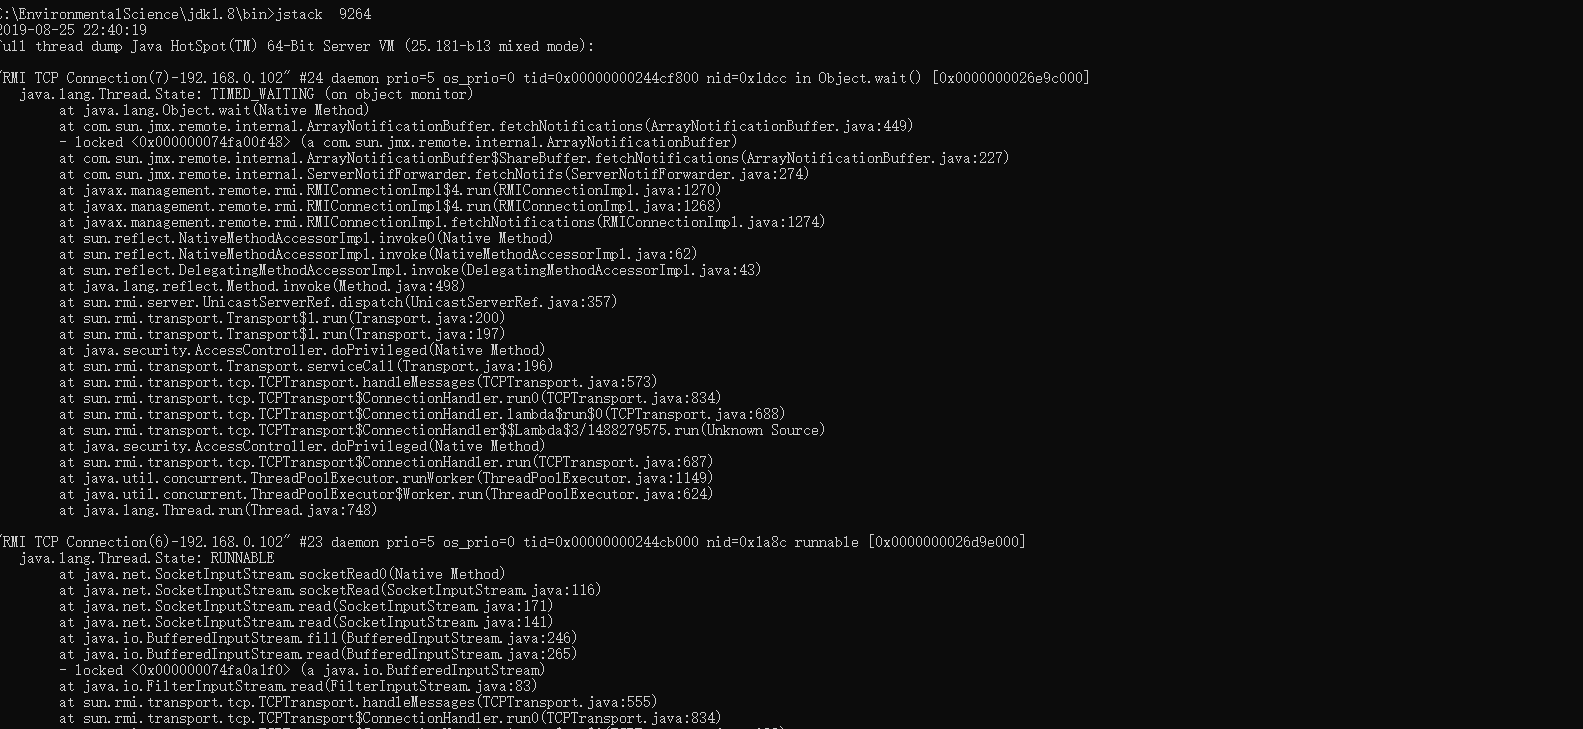 C:\EnvironmentalScience\jdk1.8\bin>jstack  9264
2019-08-25 22:40:19
Full thread dump Java HotSpot(TM) 64-Bit Server VM (25.181-b13 mixed mode):
"RMI TCP Connection(7)-192.168.0.102" #24 daemon prio=5 os_prio=0 tid=0x00000000244cf800 nid=0x1dcc in Object.wait() [0x0000000026e9c000]
java.lang.Thread.State: TIMED_WAITING (on object monitor)
at java.lang.Object.wait(Native Method)
at com.sun.jmx.remote.internal.ArrayNotificationBuffer.fetchNotifications(ArrayNotificationBuffer.java:449)
- locked <0x000000074fa00f48> (a com.sun.jmx.remote.internal.ArrayNotificationBuffer)
at com.sun.jmx.remote.internal.ArrayNotificationBuffer$ShareBuffer.fetchNotifications(ArrayNotificationBuffer.java:227)
at com.sun.jmx.remote.internal.ServerNotifForwarder.fetchNotifs(ServerNotifForwarder.java:274)
at javax.management.remote.rmi.RMIConnectionImpl$4.run(RMIConnectionImpl.java:1270)
at javax.management.remote.rmi.RMIConnectionImpl$4.run(RMIConnectionImpl.java:1268)
at javax.management.remote.rmi.RMIConnectionImpl.fetchNotifications(RMIConnectionImpl.java:1274)
at sun.reflect.NativeMethodAccessorImpl.invoke0(Native Method)
at sun.reflect.NativeMethodAccessorImpl.invoke(NativeMethodAccessorImpl.java:62)
at sun.reflect.DelegatingMethodAccessorImpl.invoke(DelegatingMethodAccessorImpl.java:43)
at java.lang.reflect.Method.invoke(Method.java:498)
at sun.rmi.server.UnicastServerRef.dispatch(UnicastServerRef.java:357)
at sun.rmi.transport.Transport$1.run(Transport.java:200)
at sun.rmi.transport.Transport$1.run(Transport.java:197)
at java.security.AccessController.doPrivileged(Native Method)
at sun.rmi.transport.Transport.serviceCall(Transport.java:196)
at sun.rmi.transport.tcp.TCPTransport.handleMessages(TCPTransport.java:573)
at sun.rmi.transport.tcp.TCPTransport$ConnectionHandler.run0(TCPTransport.java:834)
at sun.rmi.transport.tcp.TCPTransport$ConnectionHandler.lambda$run$0(TCPTransport.java:688)
at sun.rmi.transport.tcp.TCPTransport$ConnectionHandler$$Lambda$3/1488279575.run(Unknown Source)
at java.security.AccessController.doPrivileged(Native Method)
at sun.rmi.transport.tcp.TCPTransport$ConnectionHandler.run(TCPTransport.java:687)
at java.util.concurrent.ThreadPoolExecutor.runWorker(ThreadPoolExecutor.java:1149)
at java.util.concurrent.ThreadPoolExecutor$Worker.run(ThreadPoolExecutor.java:624)
at java.lang.Thread.run(Thread.java:748)
"RMI TCP Connection(6)-192.168.0.102" #23 daemon prio=5 os_prio=0 tid=0x00000000244cb000 nid=0x1a8c runnable [0x0000000026d9e000]
java.lang.Thread.State: RUNNABLE
at java.net.SocketInputStream.socketRead0(Native Method)
at java.net.SocketInputStream.socketRead(SocketInputStream.java:116)
at java.net.SocketInputStream.read(SocketInputStream.java:171)
at java.net.SocketInputStream.read(SocketInputStream.java:141)
at java.io.BufferedInputStream.fill(BufferedInputStream.java:246)
at java.io.BufferedInputStream.read(BufferedInputStream.java:265)
- locked <0x000000074fa0a1f0> (a java.io.BufferedInputStream)
at java.io.FilterInputStream.read(FilterInputStream.java:83)
at sun.rmi.transport.tcp.TCPTransport.handleMessages(TCPTransport.java:555)
at sun.rmi.transport.tcp.TCPTransport$ConnectionHandler.run0(TCPTransport.java:834)